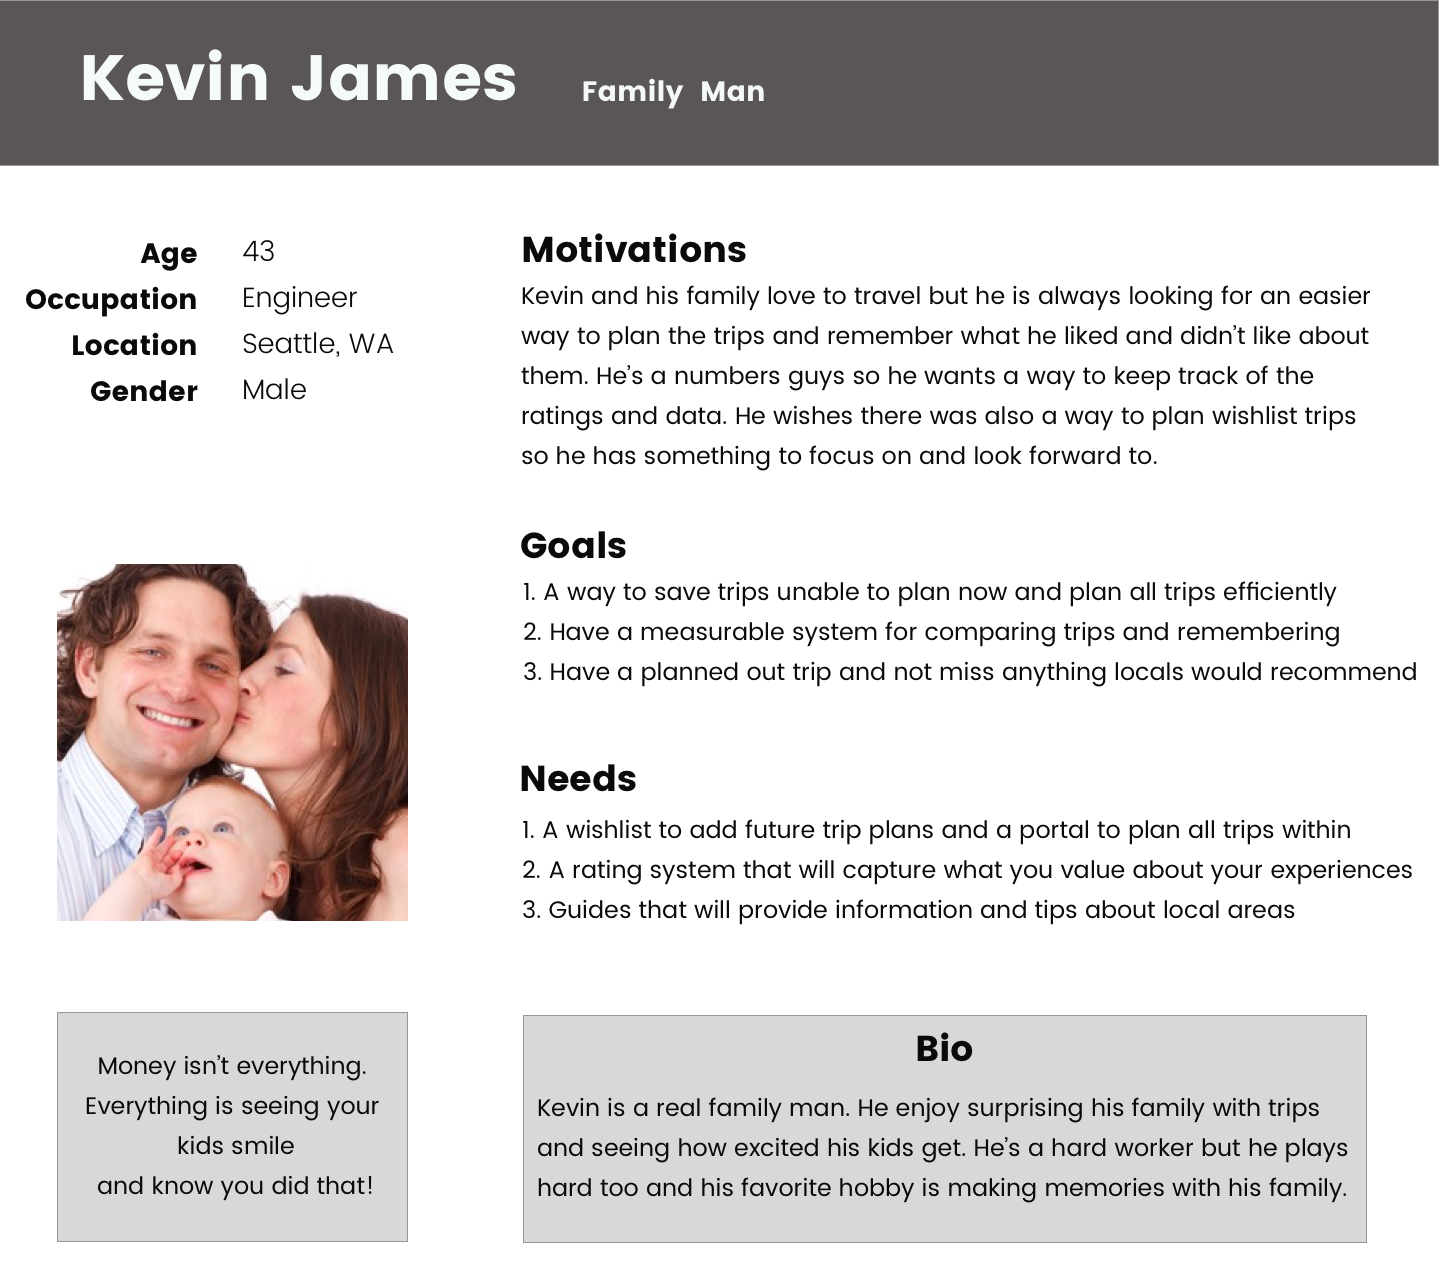 Kevin James
Family Man
Age 43
Occupation Engineer
Location Seattle, WA
Gender Male
Motivations
Kevin and his family love to travel but he is always looking for an easier
way to plan the trips and remember what he liked and didn’t like about
them. He’s a numbers guys so he wants a way to keep track of the
ratings and data. He wishes there was also a way to plan wishlist trips
so he has something to focus on and look forward to.
Goals
1. A way to save trips unable to plan now and plan all trips efficiently
2. Have a measurable system for comparing trips and remembering
3. Have a planned out trip and not miss anything locals would recommend
Needs
1. A wishlist to add future trip plans and a portal to plan all trips within
2. A rating system that will capture what you value about your experiences
3. Guides that will provide information and tips about local areas
Money isn’t everything.
Everything is seeing your
kids smile
and know you did that!
Bio
Kevin is a real family man. He enjoy surprising his family with trips
and seeing how excited his kids get. He’s a hard worker but he plays
hard too and his favorite hobby is making memories with his family.